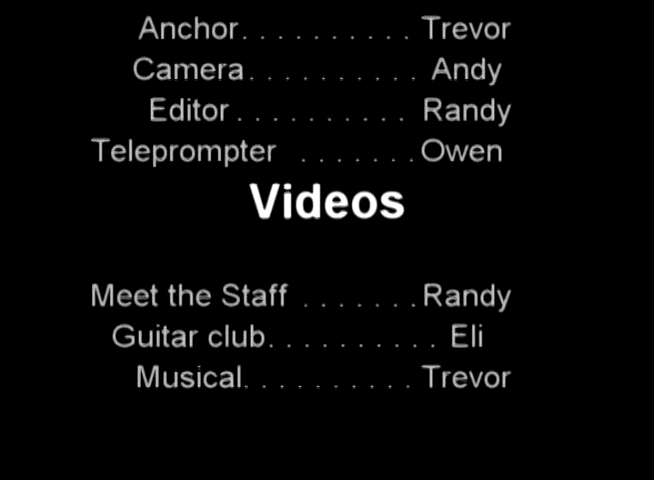 Anchor. . . . . . . . . . Trevor
Camera. . . . . . . . . . Andy
Editor . . . . . . . . . . Randy
Teleprompter . . . . . . . Owen
Videos
Meet the Staff . . . . . . . Randy
Guitar club. . . . . . . . . . Eli
Musical. . . . . . . . . . Trevor